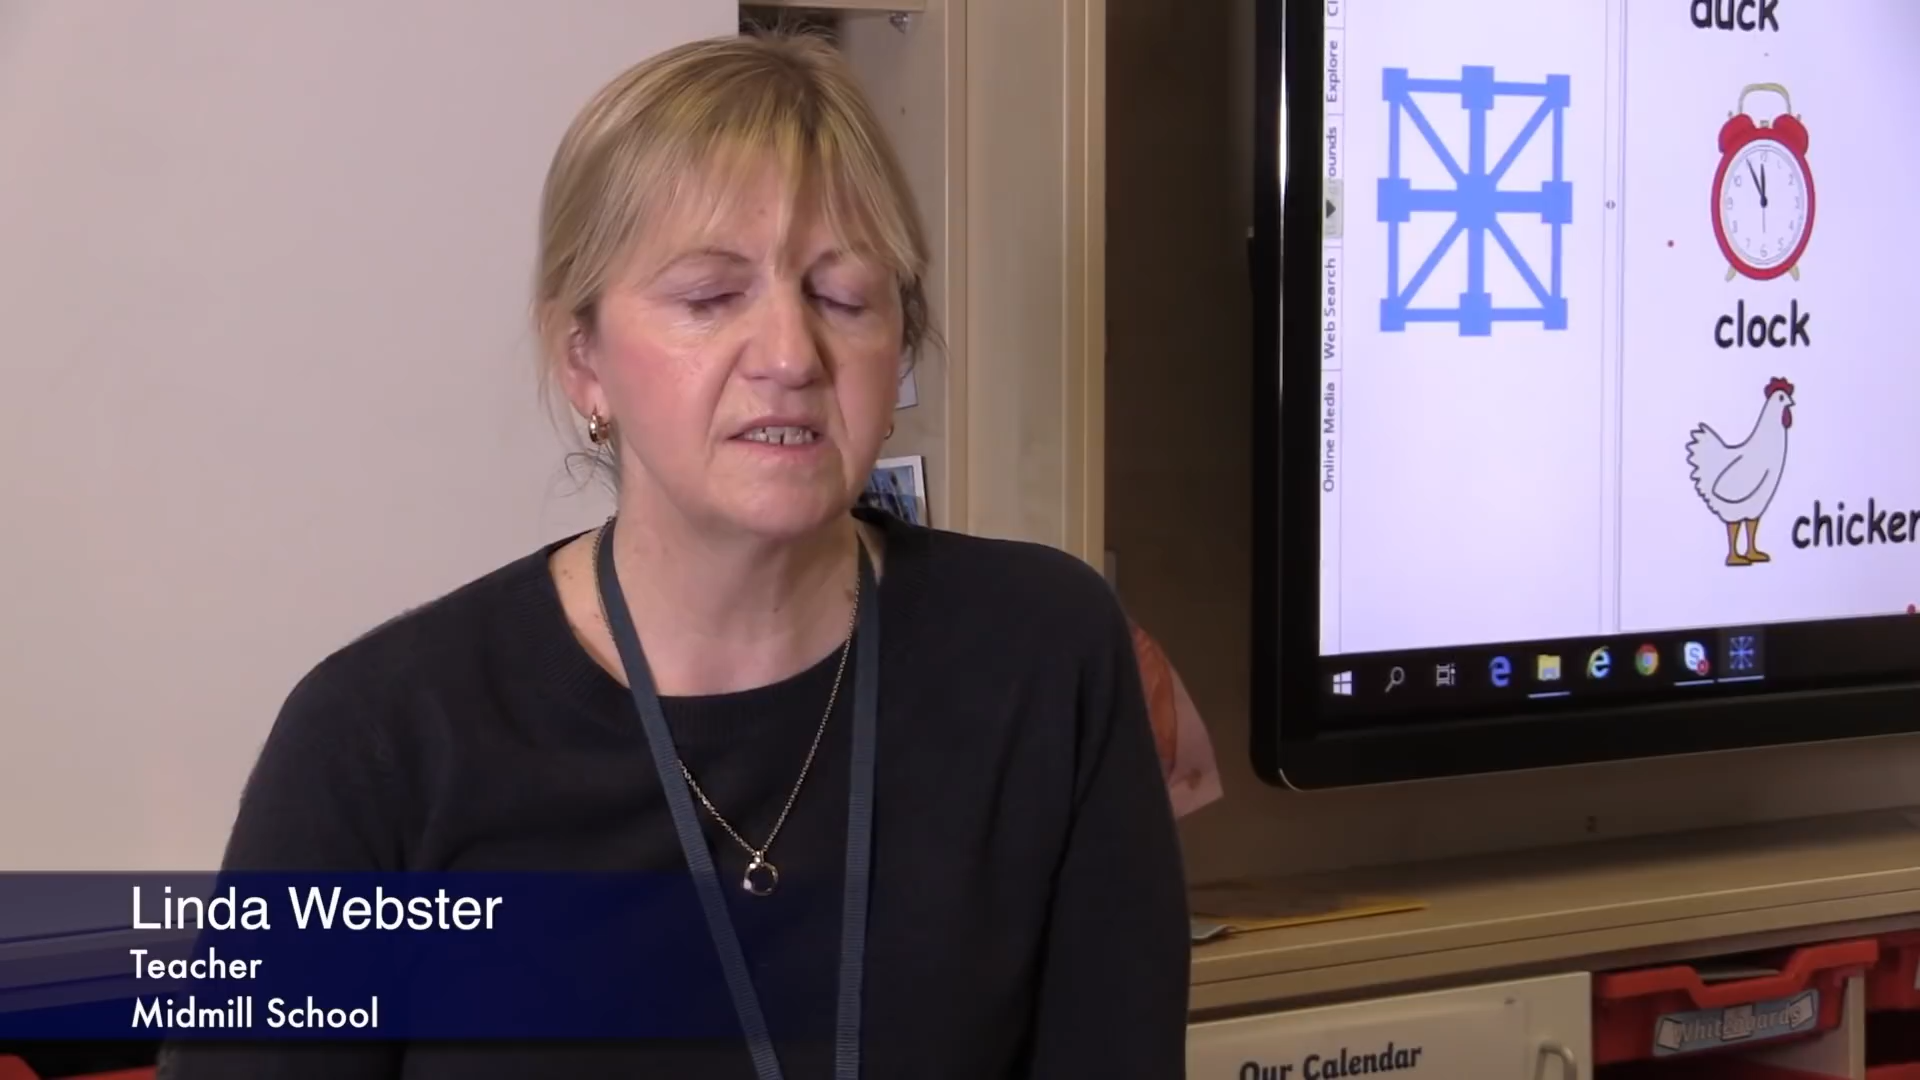 duck
Explore
Web Search
Online Media
clock
chicken
Linda Webster
Teacher
Midmill School
Whiteboards
Our Calendar